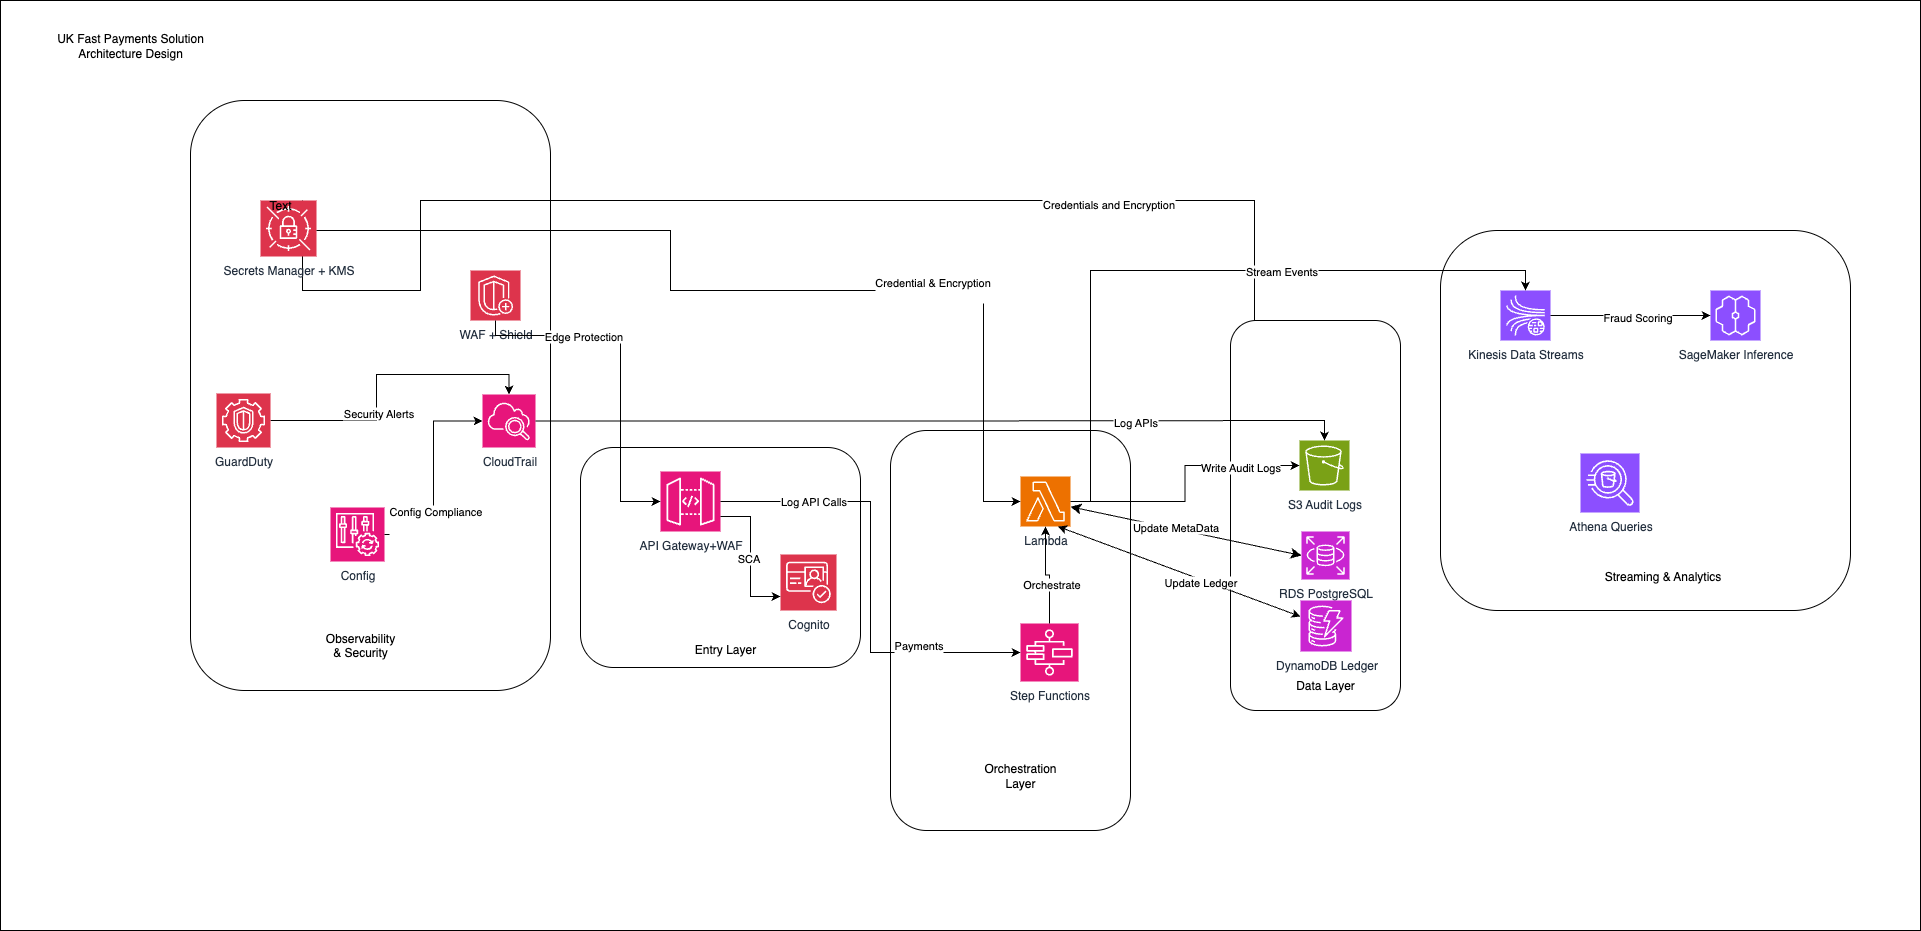 UK Fast Payments Solution
Architecture Design
Text
Secrets Manager + KMS
Credentials and Encryption
Credential & Encryption
Stream Events
WAF + Shield
Edge Protection
Kinesis Data Streams
Fraud Scoring
SageMaker Inference
Security Alerts
GuardDuty
CloudTrail
Log APIs
Config Compliance
Config
Observability
& Security
API Gateway+WAF
Log API Calls
SCA
Cognito
Entry Layer
Payments
Lambda
Orchestrate
Step Functions
Orchestration
Layer
Write Audit Logs
S3 Audit Logs
Update MetaData
RDS PostgreSQL
Update Ledger
DynamoDB Ledger
Data Layer
Athena Queries
Streaming & Analytics